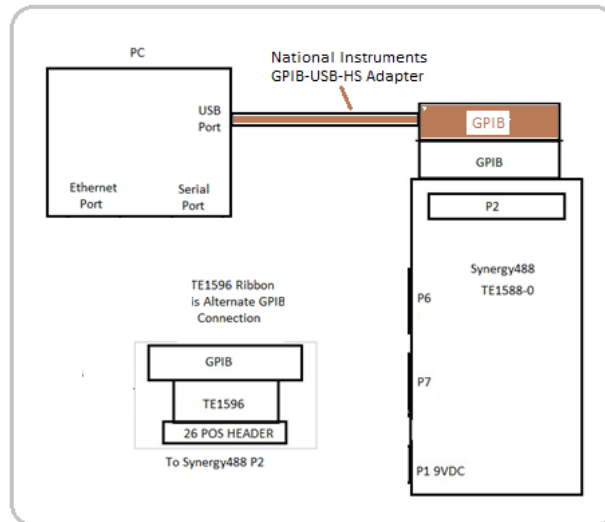 PC
National Instruments
GPIB-USB-HS Adapter
USB
Port
GPIB
GPIB
Ethernet
Port
Serial
Port
P2
Synergy488
TE1588-0
P6
TE1596 Ribbon
is Alternate GPIB
Connection
GPIB
P7
TE1596
26 POS HEADER
To Synergy488 P2
P1 9VDC